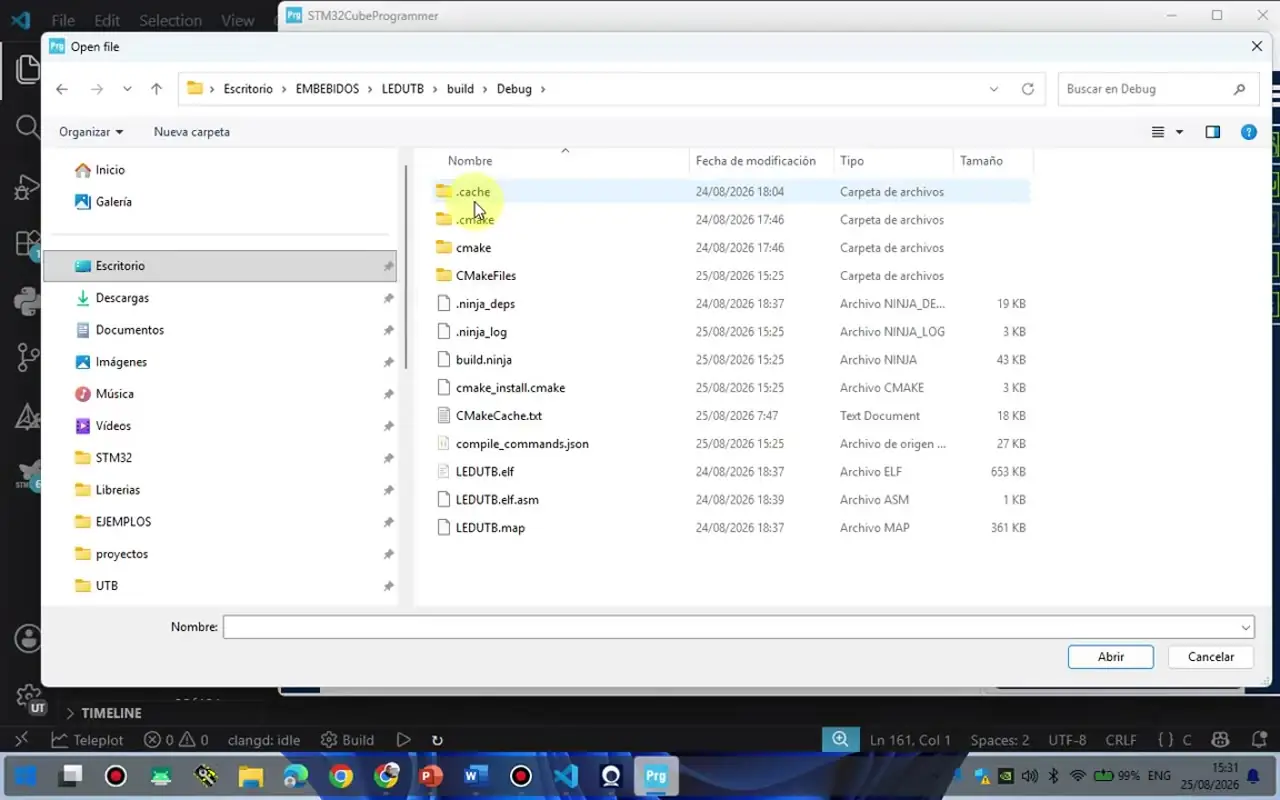 File Edit Selection View
STM32CubeProgrammer
Open file
Escritorio > EMBEBIDOS > LEDUTB > build > Debug >
Buscar en Debug
Organizar
Nueva carpeta
Inicio
Galería
Escritorio
Descargas
Documentos
Imágenes
Música
Vídeos
STM32
Librerias
EJEMPLOS
proyectos
UTB
Nombre Fecha de modificación Tipo Tamaño
.cache 24/08/2026 18:04 Carpeta de archivos
.cmake 24/08/2026 17:46 Carpeta de archivos
cmake 24/08/2026 17:46 Carpeta de archivos
CMakeFiles 25/08/2026 15:25 Carpeta de archivos
.ninja_deps 24/08/2026 18:37 Archivo NINJA_DE... 19 KB
.ninja_log 25/08/2026 15:25 Archivo NINJA_LOG 3 KB
build.ninja 25/08/2026 15:25 Archivo NINJA 43 KB
cmake_install.cmake 25/08/2026 15:25 Archivo CMAKE 3 KB
CMakeCache.txt 25/08/2026 7:47 Text Document 18 KB
compile_commands.json 25/08/2026 15:25 Archivo de origen ... 27 KB
LEDUTB.elf 24/08/2026 18:37 Archivo ELF 653 KB
LEDUTB.elf.asm 24/08/2026 18:39 Archivo ASM 1 KB
LEDUTB.map 24/08/2026 18:37 Archivo MAP 361 KB
Nombre:
Abrir
Cancelar
UT
TIMELINE
Teleplot 0 0 clangd: idle Build
Ln 161, Col 1 Spaces: 2 UTF-8 CRLF {} C
Prg
99% ENG
15:31
25/08/2026